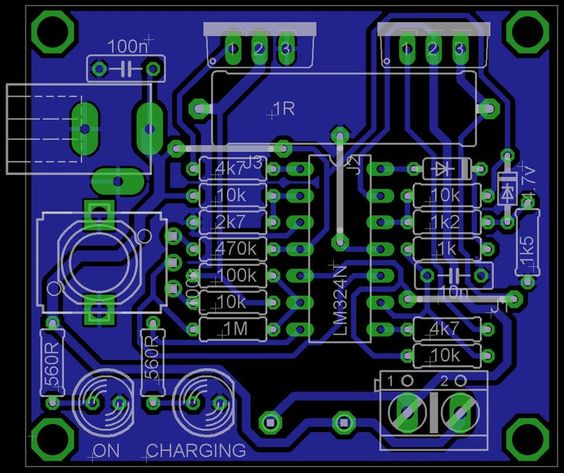 100n
1 2 3
1 2 3
1R
J3
J2
4k7
10k
2k7
470k
100k
10k
1M
LM324N
4.7V
10k
1k2
1k
10n
1k5
4k7
10k
560R
560R
1 2
ON
CHARGING